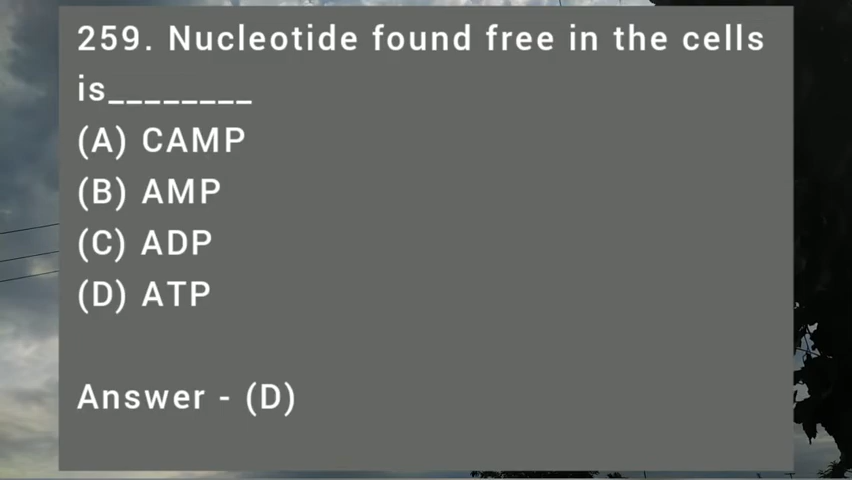 259. Nucleotide found free in the cells
is________
(A) CAMP
(B) AMP
(C) ADP
(D) ATP
Answer - (D)